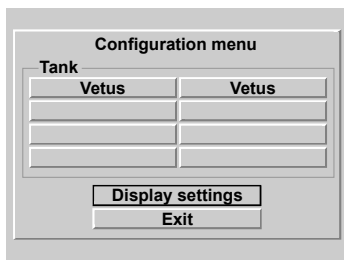 Configuration menu
Tank
Vetus Vetus
Display settings
Exit